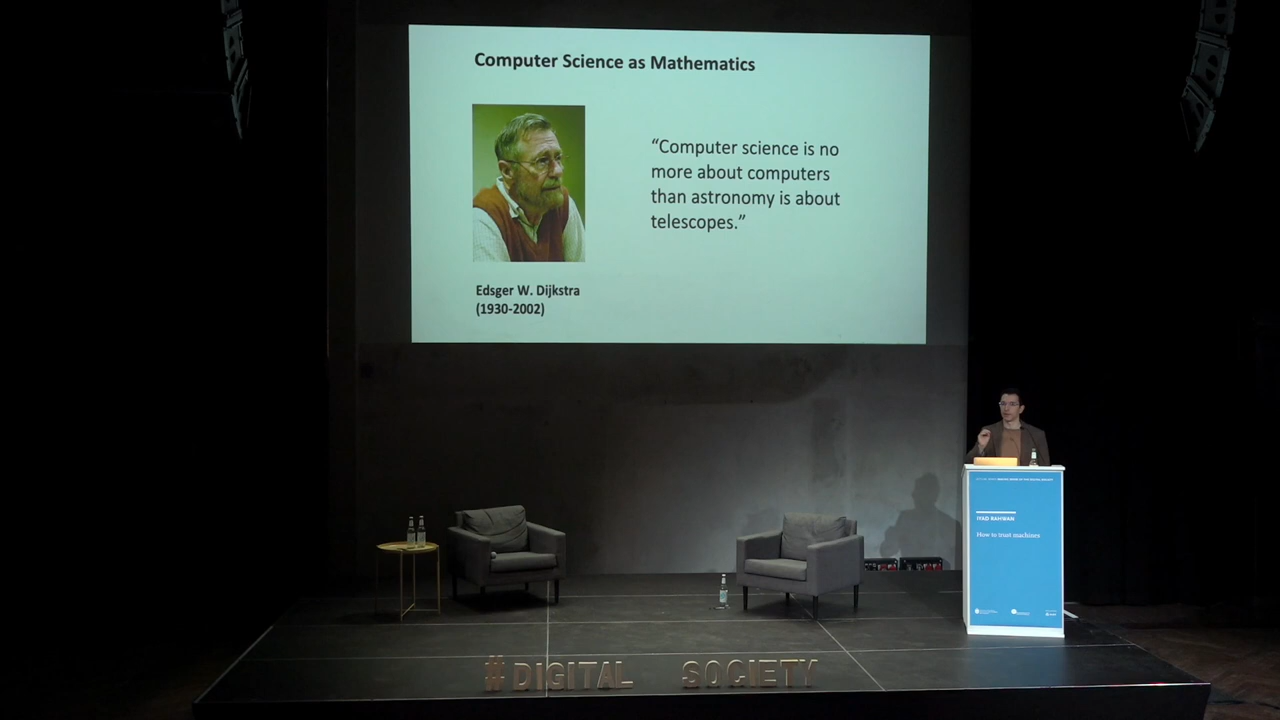 Computer Science as Mathematics
“Computer science is no
more about computers
than astronomy is about
telescopes.”
Edsger W. Dijkstra
(1930-2002)
IYAD RAHWAN
How to trust machines
#DIGITAL SOCIETY